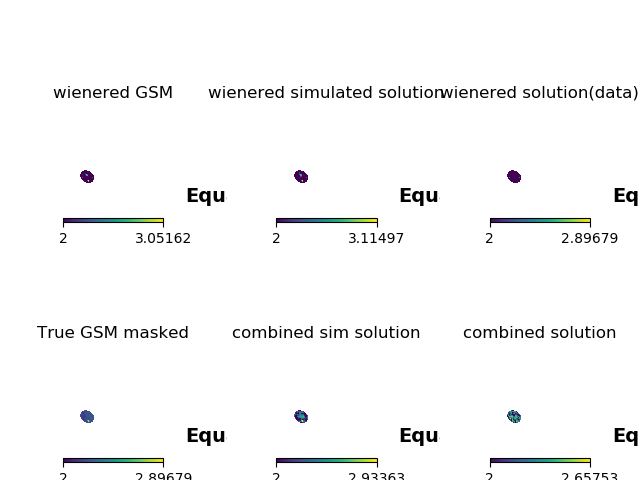 wienered GSM
wienered simulated solution
wienered solution(data)
Equ
Equ
Eq
2 3.05162
2 3.11497
2 2.89679
True GSM masked
combined sim solution
combined solution
Equ
Equ
Eq
2 2.89679
2 2.93363
2 2.65753